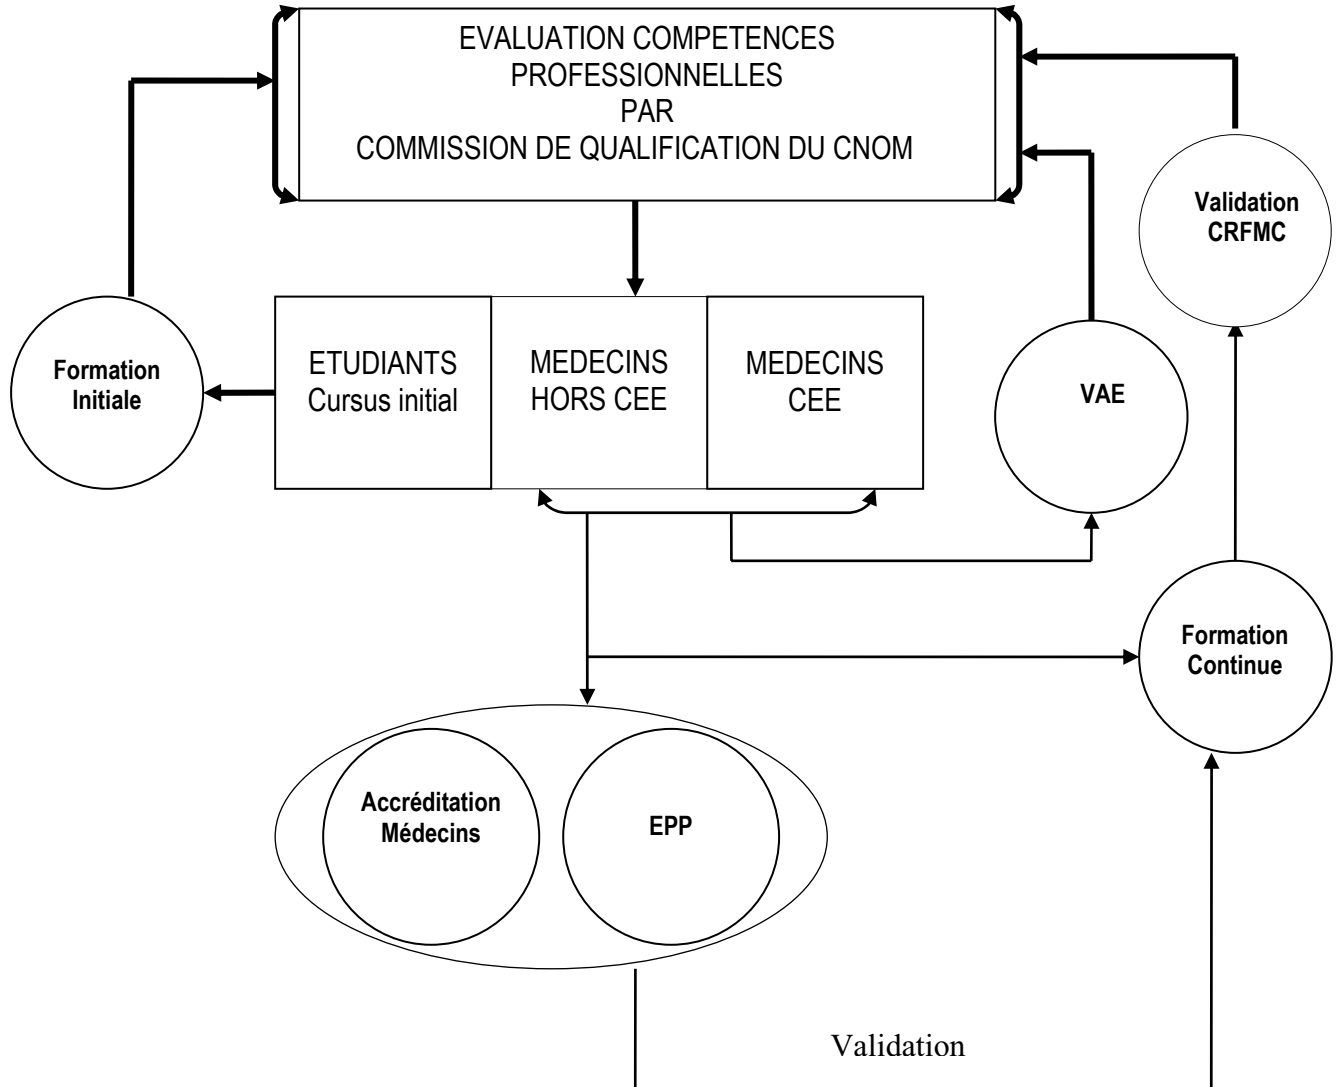 EVALUATION COMPETENCES
PROFESSIONNELLES
PAR
COMMISSION DE QUALIFICATION DU CNOM
Validation
CRFMC
Formation
Initiale
ETUDIANTS
Cursus initial
MEDECINS
HORS CEE
MEDECINS
CEE
VAE
Formation
Continue
Accréditation
Médecins
EPP
Validation